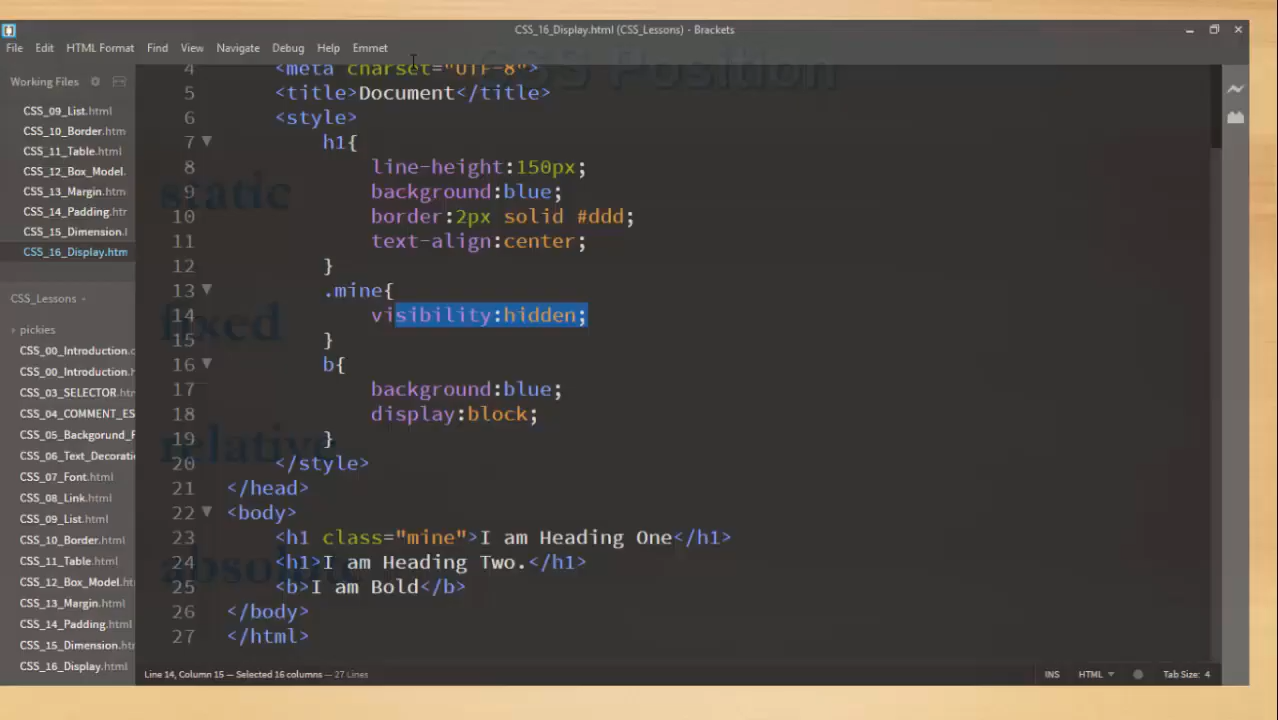 CSS_16_Display.html (CSS_Lessons) - Brackets
File Edit HTML Format Find View Navigate Debug Help Emmet
CSS Position
Working Files
CSS_09_List.html
CSS_10_Border.htm
CSS_11_Table.html
CSS_12_Box_Model.
CSS_13_Margin.htm
CSS_14_Padding.htr
CSS_15_Dimension.l
CSS_16_Display.htm
CSS_Lessons
pickies
CSS_00_Introduction.c
CSS_00_Introduction.h
CSS_03_SELECTOR.htr
CSS_04_COMMENT_ES
CSS_05_Backgorund_F
CSS_06_Text_Decorati
CSS_07_Font.html
CSS_08_Link.html
CSS_09_List.html
CSS_10_Border.html
CSS_11_Table.html
CSS_12_Box_Model.ht
CSS_13_Margin.html
CSS_14_Padding.html
CSS_15_Dimension.ht
CSS_16_Display.html
4 <meta charset="UTF-8">
5 <title>Document</title>
6 <style>
7 h1{
8 line-height:150px;
9 background:blue;
10 border:2px solid #ddd;
11 text-align:center;
12 }
13 .mine{
14 visibility:hidden;
15 }
16 b{
17 background:blue;
18 display:block;
19 }
20 </style>
21 </head>
22 <body>
23 <h1 class="mine">I am Heading One</h1>
24 <h1>I am Heading Two.</h1>
25 <b>I am Bold</b>
26 </body>
27 </html>
static
fixed
relative
absolute
Line 14, Column 15 — Selected 16 columns — 27 Lines
INS HTML Tab Size: 4